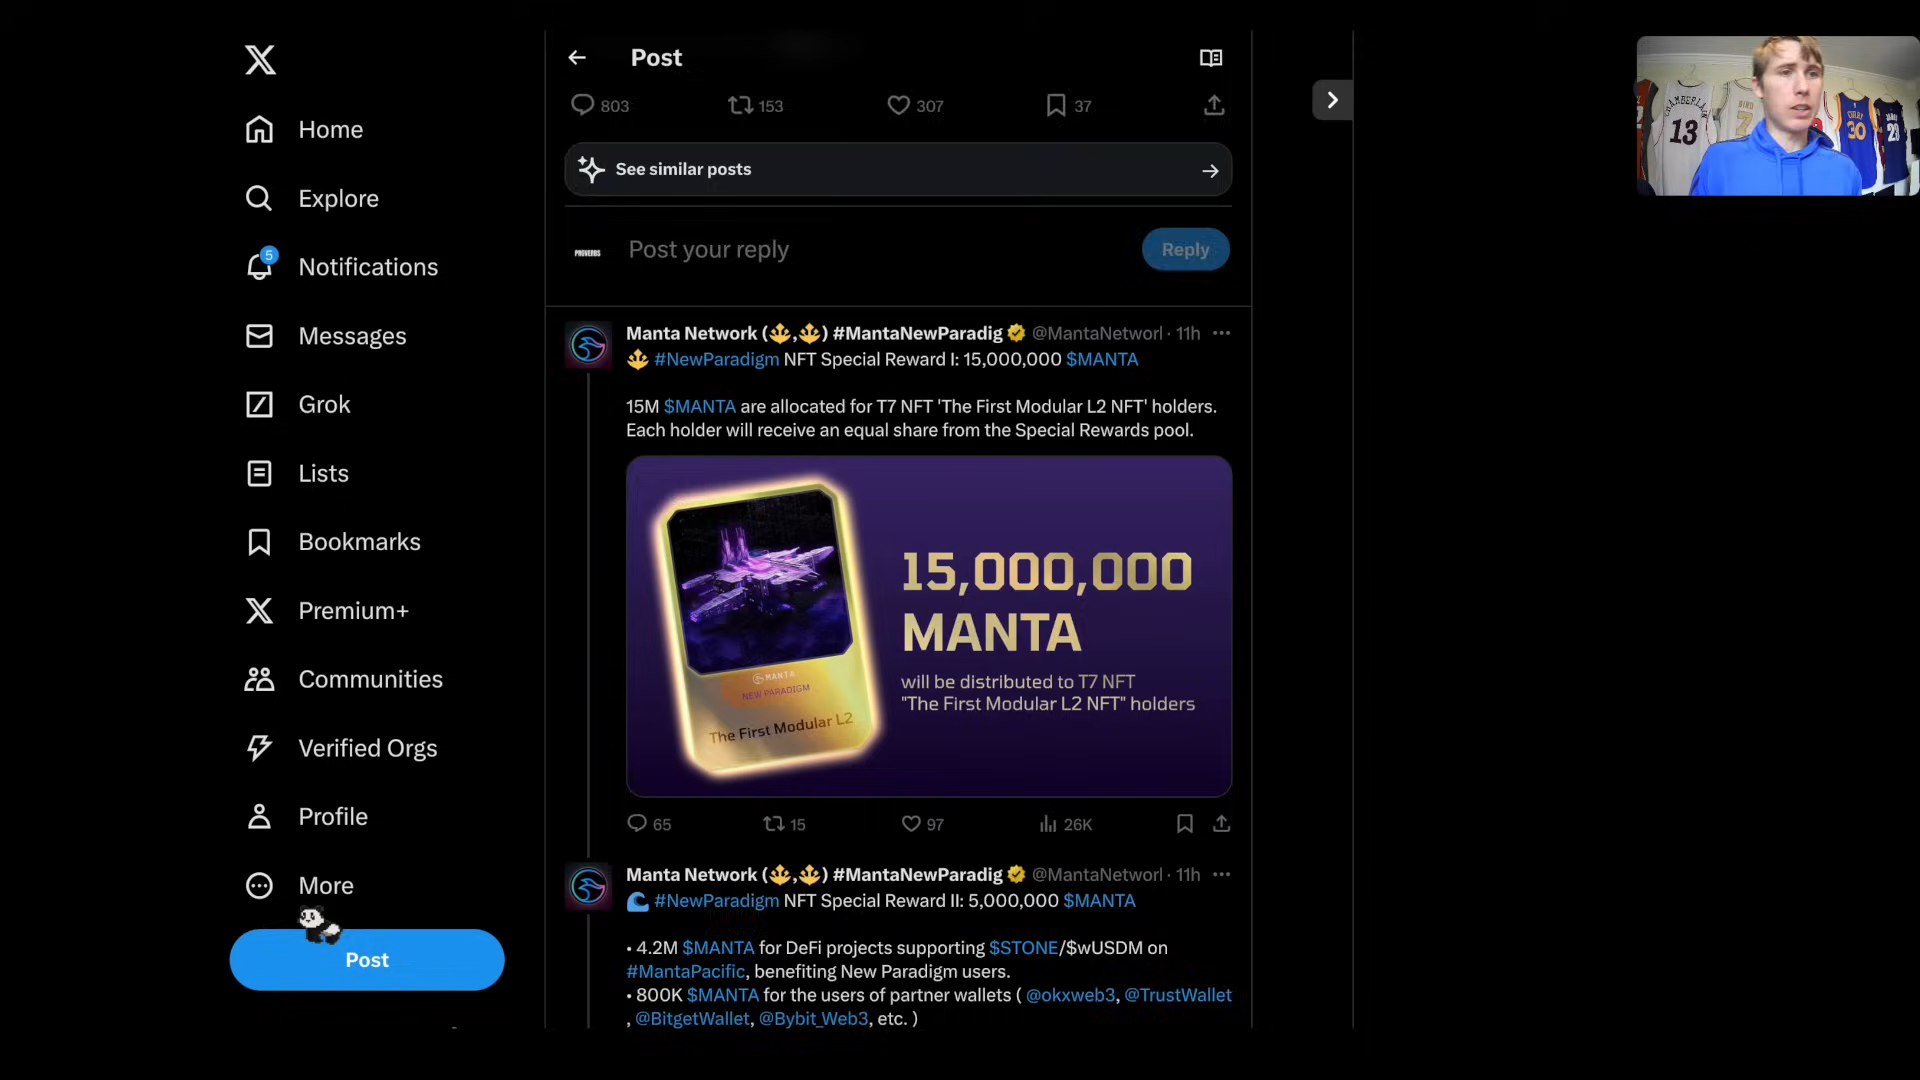 Post
803
153
307
37
See similar posts
Post your reply
Reply
PROVERBS
Home
Explore
5
Notifications
Messages
Grok
Lists
Bookmarks
Premium+
Communities
Verified Orgs
Profile
More
Post
Manta Network (🔱,🔱) #MantaNewParadig @MantaNetworl · 11h
🔱 #NewParadigm NFT Special Reward I: 15,000,000 $MANTA
15M $MANTA are allocated for T7 NFT 'The First Modular L2 NFT' holders.
Each holder will receive an equal share from the Special Rewards pool.
MANTA
NEW PARADIGM
The First Modular L2
15,000,000
MANTA
will be distributed to T7 NFT
"The First Modular L2 NFT" holders
65
15
97
26K
Manta Network (🔱,🔱) #MantaNewParadig @MantaNetworl · 11h
🌊 #NewParadigm NFT Special Reward II: 5,000,000 $MANTA
• 4.2M $MANTA for DeFi projects supporting $STONE/$wUSDM on
#MantaPacific, benefiting New Paradigm users.
• 800K $MANTA for the users of partner wallets ( @okxweb3, @TrustWallet
, @BitgetWallet, @Bybit_Web3, etc. )
CHAMBERLAIN
13
BIRD
30
23